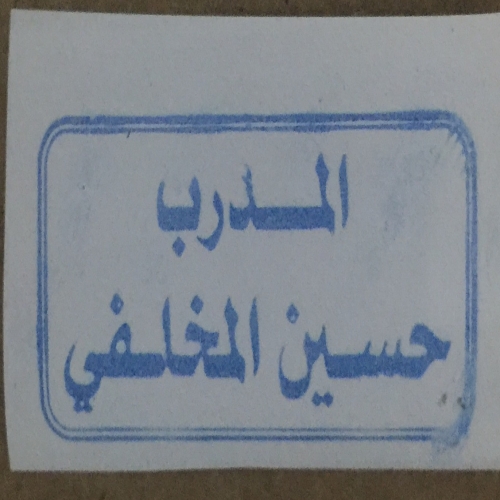 المدرب
حسين المخلفي